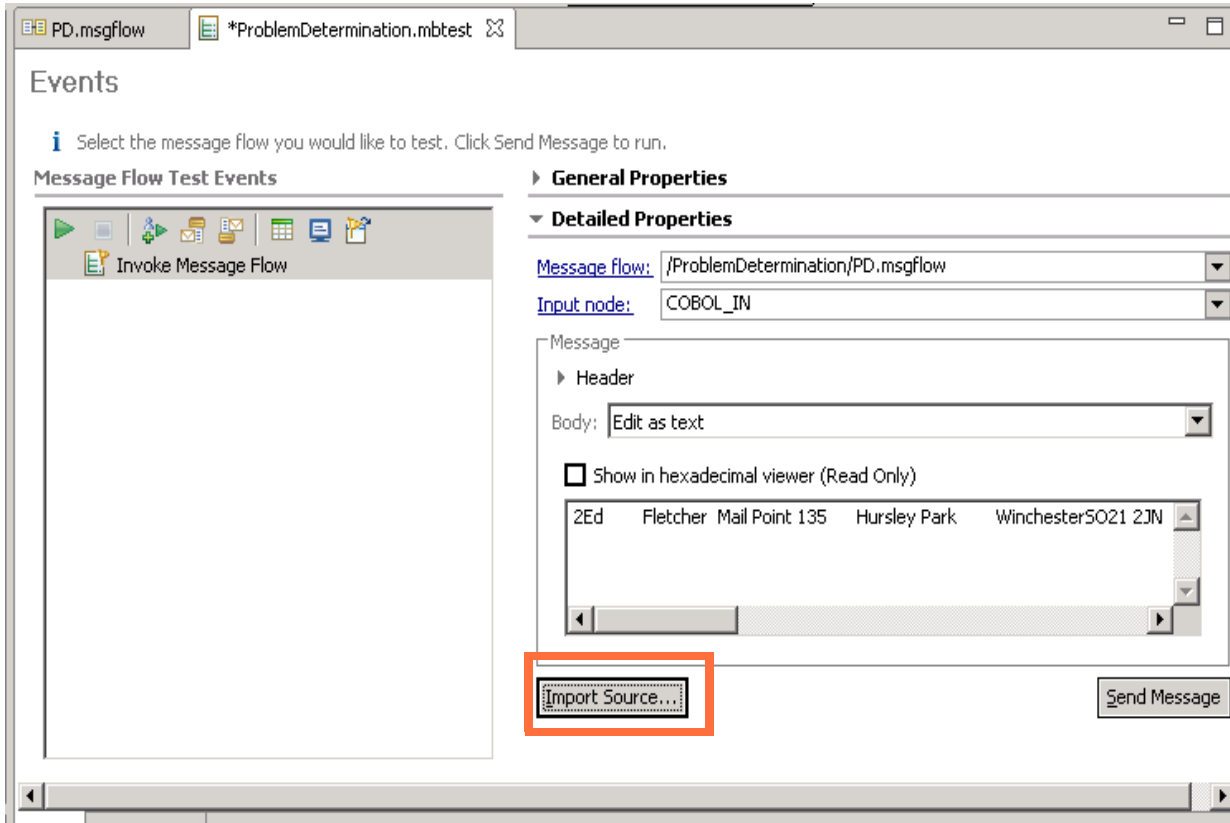 PD.msgflow *ProblemDetermination.mbtest
Events
i Select the message flow you would like to test. Click Send Message to run.
Message Flow Test Events
Invoke Message Flow
General Properties
Detailed Properties
Message flow: /ProblemDetermination/PD.msgflow
Input node: COBOL_IN
Message
Header
Body: Edit as text
Show in hexadecimal viewer (Read Only)
2Ed Fletcher Mail Point 135 Hursley Park WinchesterSO21 2JN
Import Source... Send Message